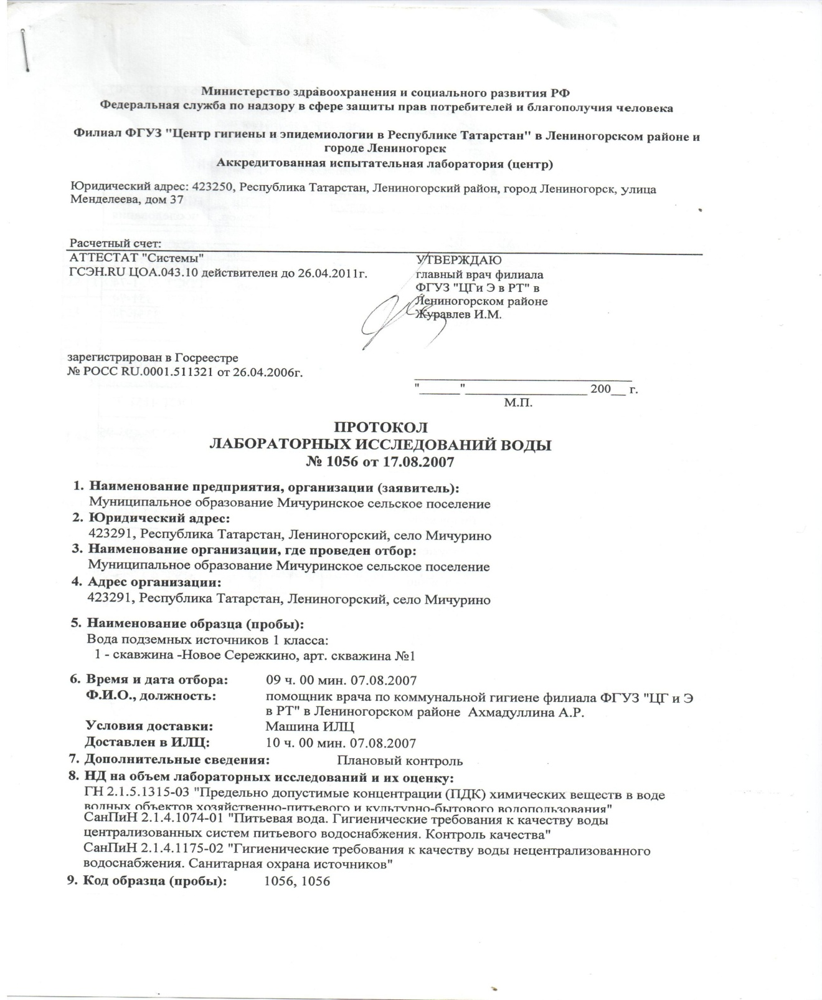 Министерство здравоохранения и социального развития РФ
Федеральная служба по надзору в сфере защиты прав потребителей и благополучия человека
Филиал ФГУЗ "Центр гигиены и эпидемиологии в Республике Татарстан" в Лениногорском районе и
городе Лениногорск
Аккредитованная испытательная лаборатория (центр)
Юридический адрес: 423250, Республика Татарстан, Лениногорский район, город Лениногорск, улица
Менделеева, дом 37
Расчетный счет:
АТТЕСТАТ "Системы"
ГСЭН.RU ЦОА.043.10 действителен до 26.04.2011г.
УТВЕРЖДАЮ
главный врач филиала
ФГУЗ "ЦГи Э в РТ" в
Лениногорском районе
Журавлев И.М.
зарегистрирован в Госреестре
№ РОСС RU.0001.511321 от 26.04.2006г.
"______"__________________ 200__ г.
М.П.
ПРОТОКОЛ
ЛАБОРАТОРНЫХ ИССЛЕДОВАНИЙ ВОДЫ
№ 1056 от 17.08.2007
1. Наименование предприятия, организации (заявитель):
Муниципальное образование Мичуринское сельское поселение
2. Юридический адрес:
423291, Республика Татарстан, Лениногорский, село Мичурино
3. Наименование организации, где проведен отбор:
Муниципальное образование Мичуринское сельское поселение
4. Адрес организации:
423291, Республика Татарстан, Лениногорский, село Мичурино
5. Наименование образца (пробы):
Вода подземных источников 1 класса:
1 - скавжина -Новое Сережкино, арт. скважина №1
6. Время и дата отбора: 09 ч. 00 мин. 07.08.2007
Ф.И.О., должность: помощник врача по коммунальной гигиене филиала ФГУЗ "ЦГ и Э
в РТ" в Лениногорском районе Ахмадуллина А.Р.
Условия доставки: Машина ИЛЦ
Доставлен в ИЛЦ: 10 ч. 00 мин. 07.08.2007
7. Дополнительные сведения: Плановый контроль
8. НД на объем лабораторных исследований и их оценку:
ГН 2.1.5.1315-03 "Предельно допустимые концентрации (ПДК) химических веществ в воде
водных объектов хозяйственно-питьевого и культурно-бытового водопользования"
СанПиН 2.1.4.1074-01 "Питьевая вода. Гигиенические требования к качеству воды
централизованных систем питьевого водоснабжения. Контроль качества"
СанПиН 2.1.4.1175-02 "Гигиенические требования к качеству воды нецентрализованного
водоснабжения. Санитарная охрана источников"
9. Код образца (пробы): 1056, 1056